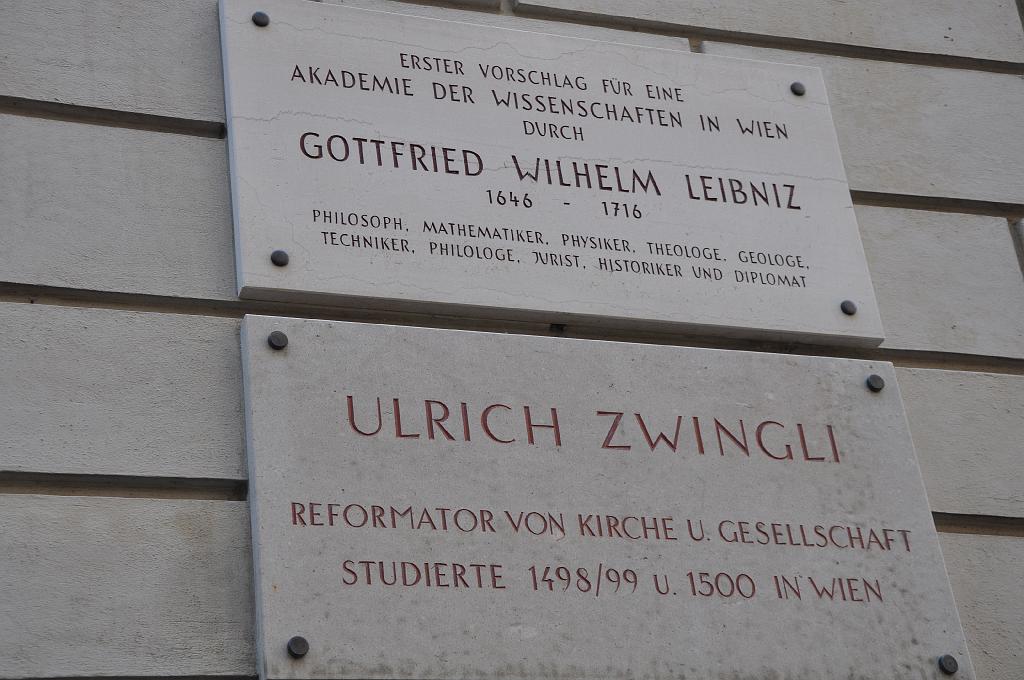 ERSTER VORSCHLAG FÜR EINE
AKADEMIE DER WISSENSCHAFTEN IN WIEN
DURCH
GOTTFRIED WILHELM LEIBNIZ
1646 - 1716
PHILOSOPH, MATHEMATIKER, PHYSIKER, THEOLOGE, GEOLOGE,
TECHNIKER, PHILOLOGE, JURIST, HISTORIKER UND DIPLOMAT
ULRICH ZWINGLI
REFORMATOR VON KIRCHE U. GESELLSCHAFT
STUDIERTE 1498/99 U. 1500 IN WIEN